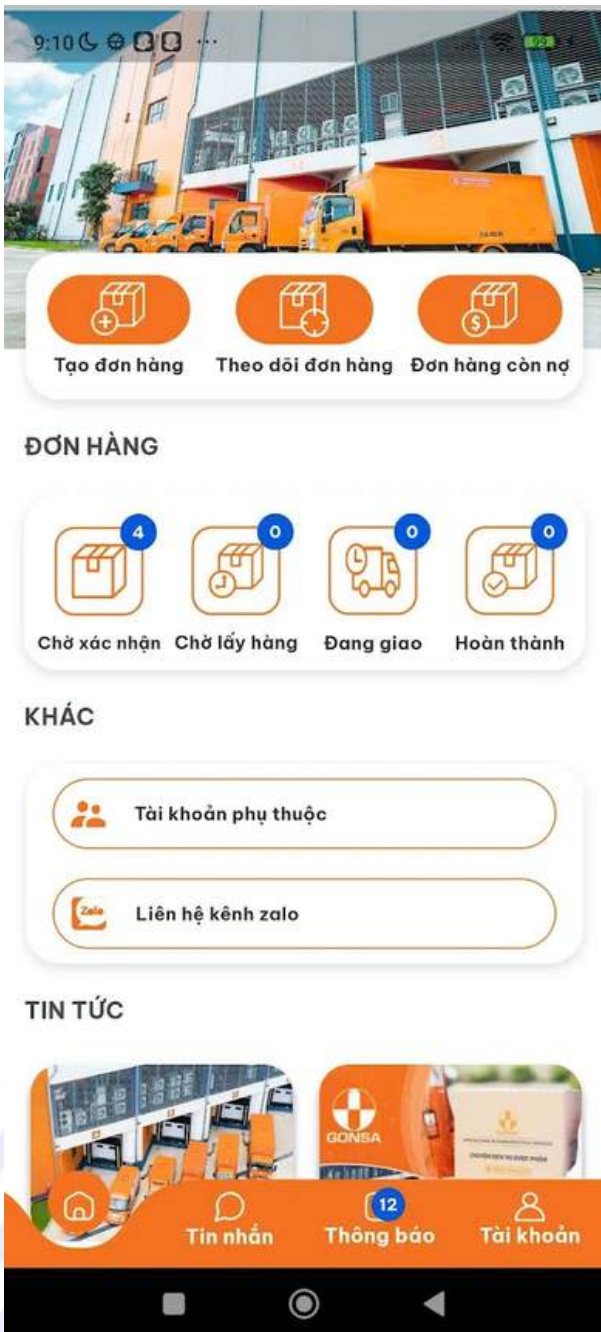 9:10
99
Tạo đơn hàng
Theo dõi đơn hàng
Đơn hàng còn nợ
ĐƠN HÀNG
4
0
0
0
Chờ xác nhận
Chờ lấy hàng
Đang giao
Hoàn thành
KHÁC
Tài khoản phụ thuộc
Zalo
Liên hệ kênh zalo
TIN TỨC
GONSA
12
Tin nhắn
Thông báo
Tài khoản